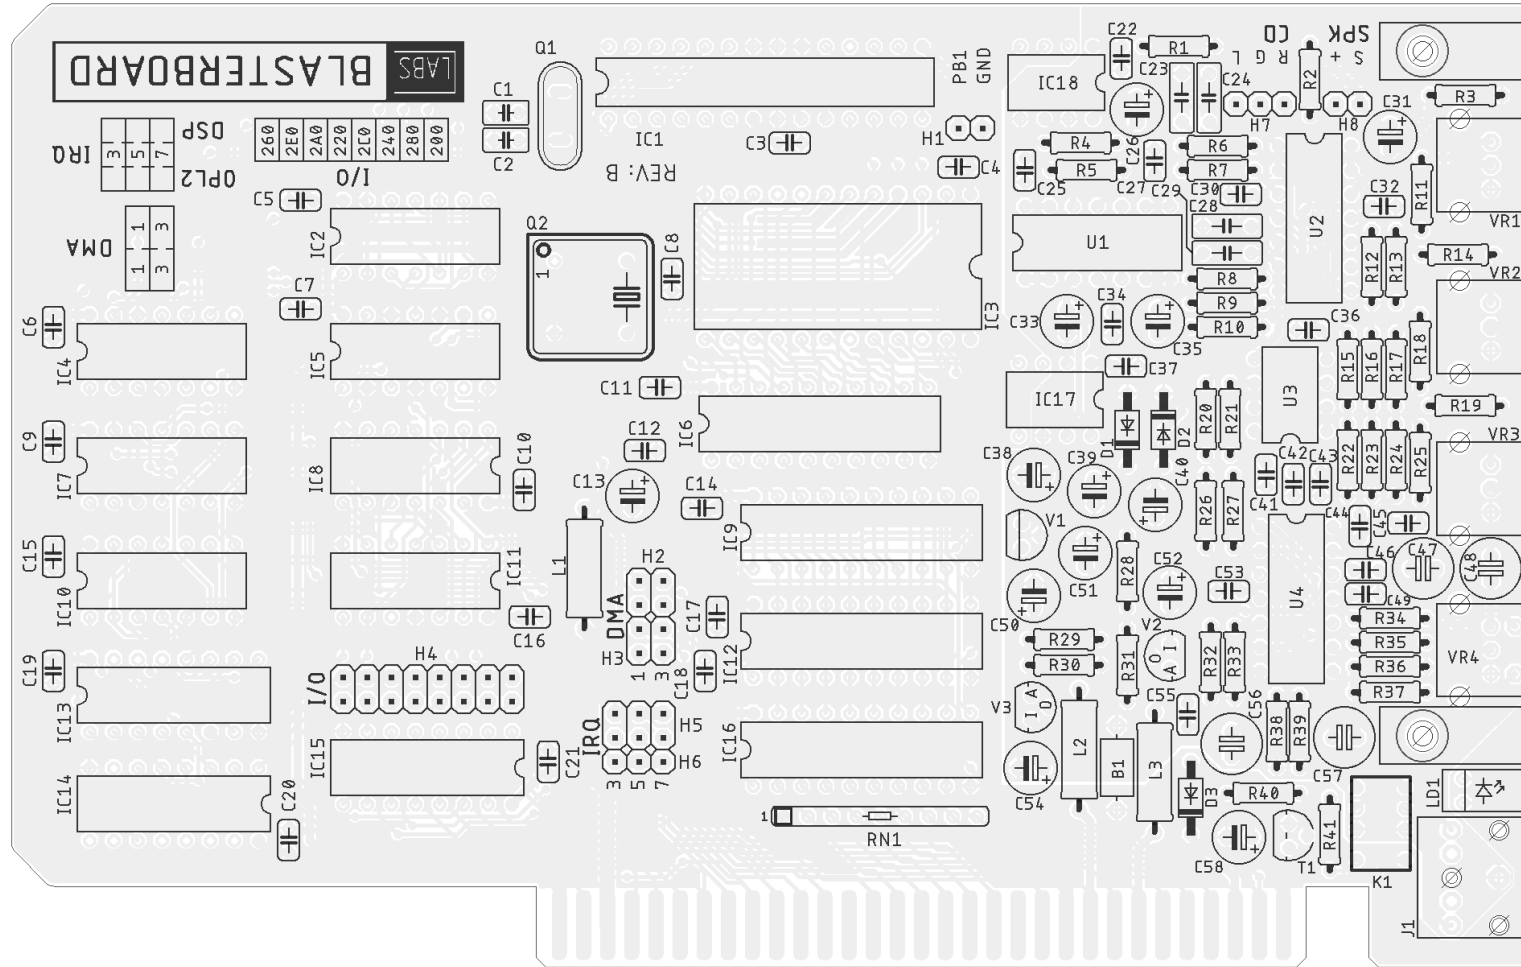 BLASTERBOARD LABS
Q1
C1
C2
IC1
REV:B
C3
PB1
GND
H1
C4
C22
R1
C23
C24
IC18
L G R
CD
R2
SPK
+ S
H7
H8
C31
R3
DSP
IRQ
3 5 7
OPL2
260 2E0 2A0 220 2C0 240 280 200
I/O
C26
R4
R5
C25
C27
C29
R6
R7
C30
C28
C32
R11
VR1
DMA
1 3
1 3
C5
IC2
Q2
1
C8
IC3
U1
U2
R12
R13
R14
VR2
R8
R9
R10
C7
C6
IC4
IC5
C33
C34
C35
C36
C37
R15
R16
R17
R18
C11
IC6
IC17
D1
D2
R20
R21
U3
R19
VR3
C9
IC7
IC8
C10
C12
C13
C14
C38
C39
C40
R26
R27
C41
C42
C43
R22
R23
R24
R25
C44
C45
IC9
V1
C51
R28
C52
C53
U4
C46
C47
C48
C49
C15
IC10
IC11
L1
C16
H2
DMA
H3
1 3
C17
C18
IC12
C50
R29
R30
R31
V2
A O I
R32
R33
R34
R35
R36
R37
VR4
C19
IC13
H4
I/O
IRQ
H5
H6
3 5 7
IC16
V3
I O A
C54
L2
B1
L3
C55
C56
R38
R39
C57
IC14
C20
IC15
C21
1
RN1
D3
R40
C58
T1
R41
K1
LD1
J1